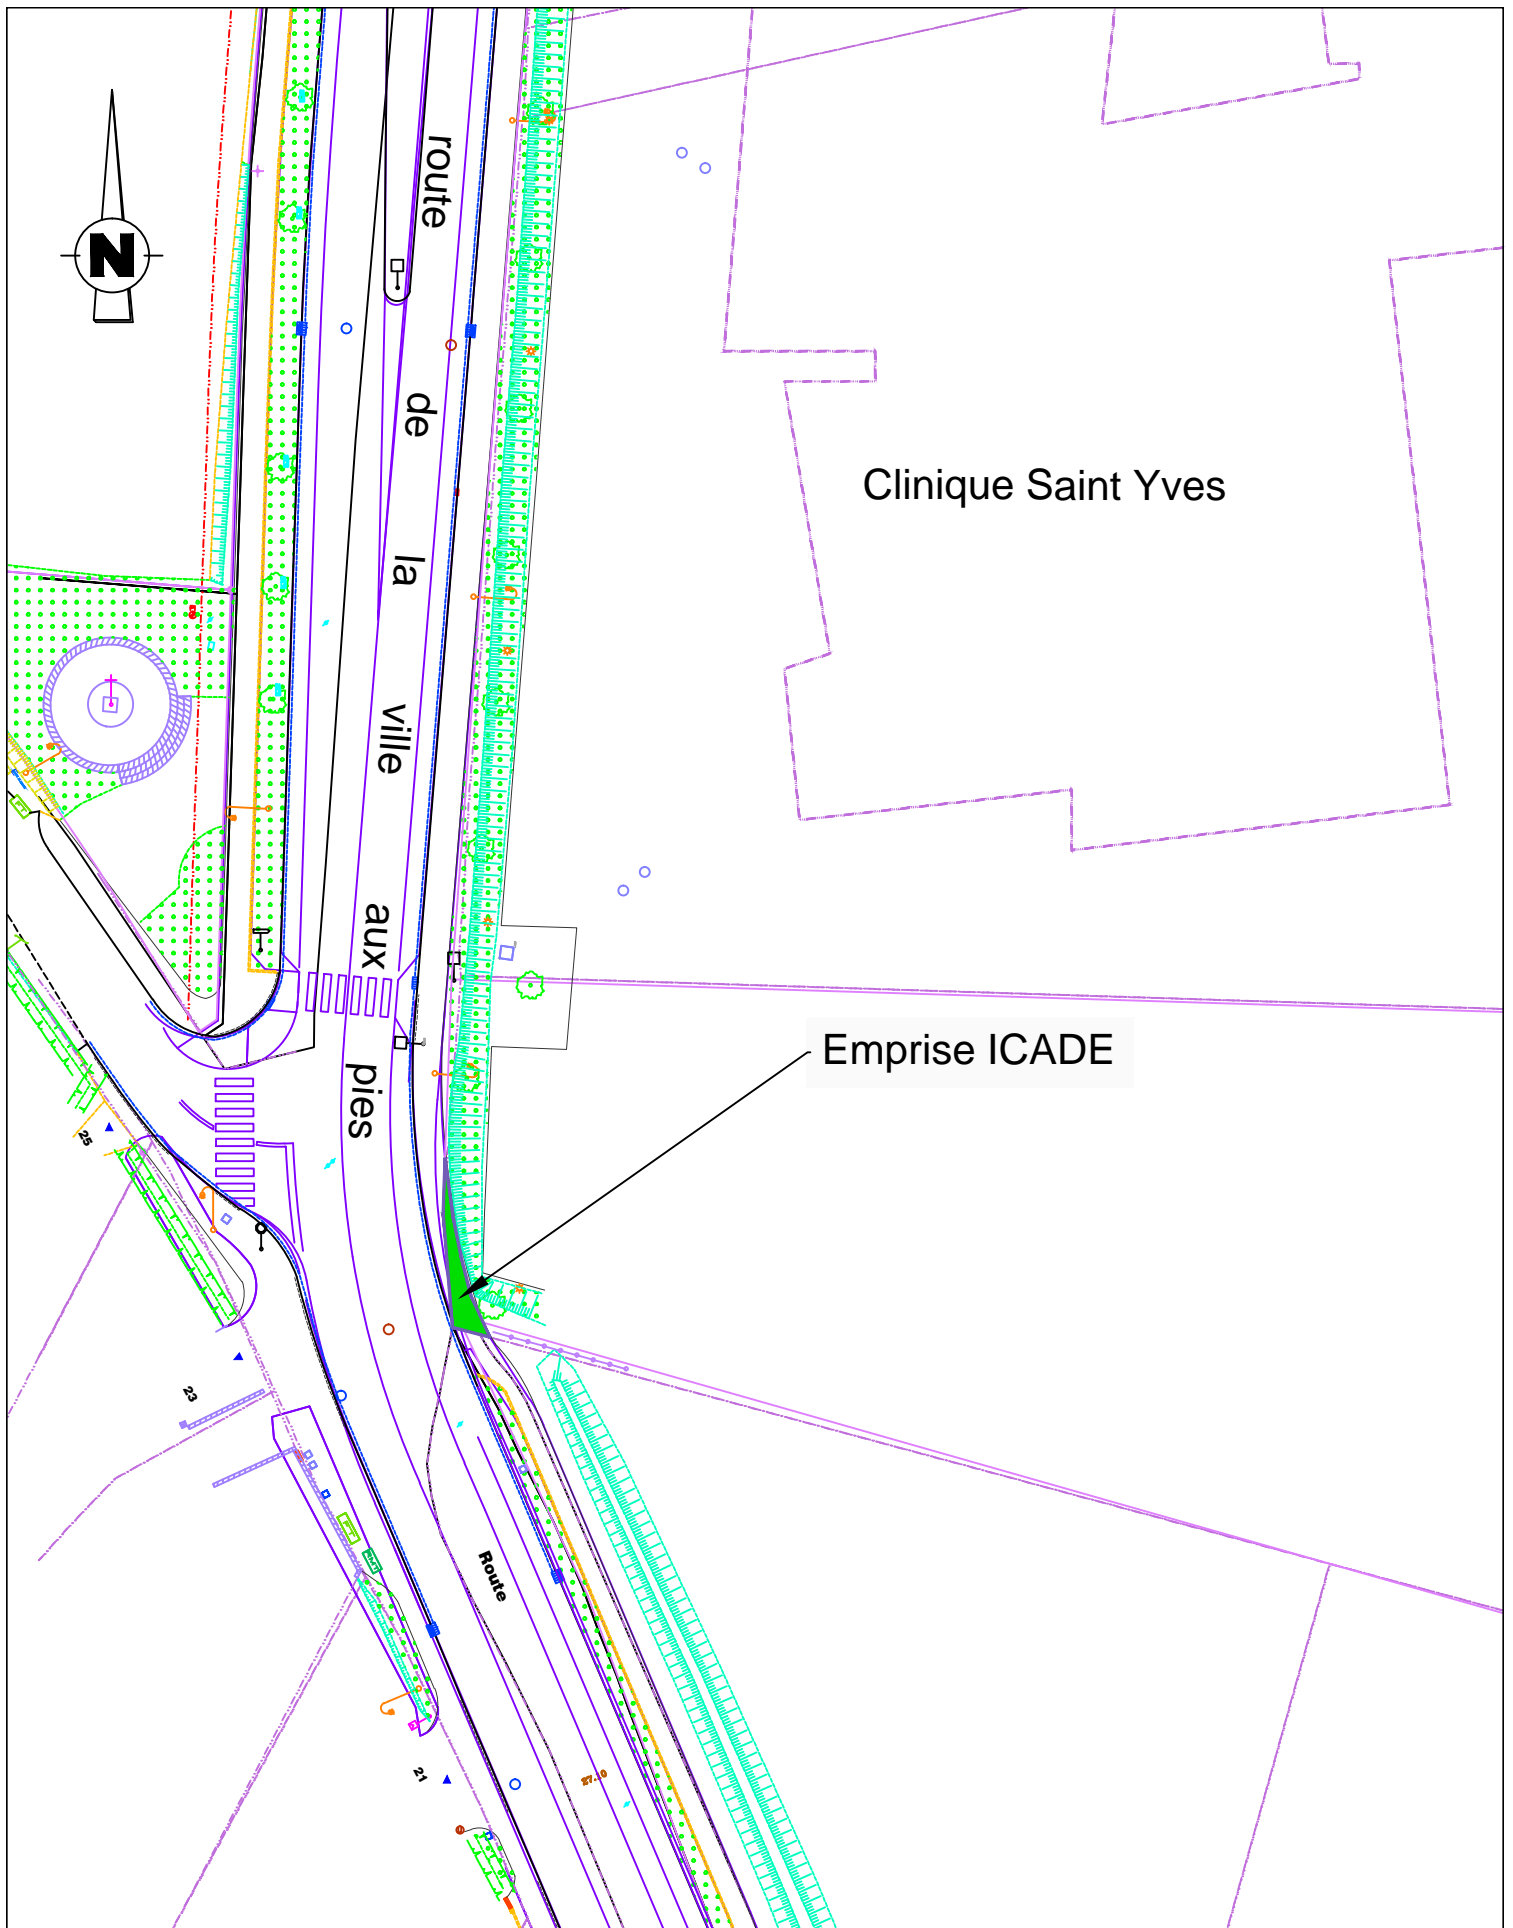 N
route
de
la
ville
aux
pies
Clinique Saint Yves
Emprise ICADE
25
23
Route
21